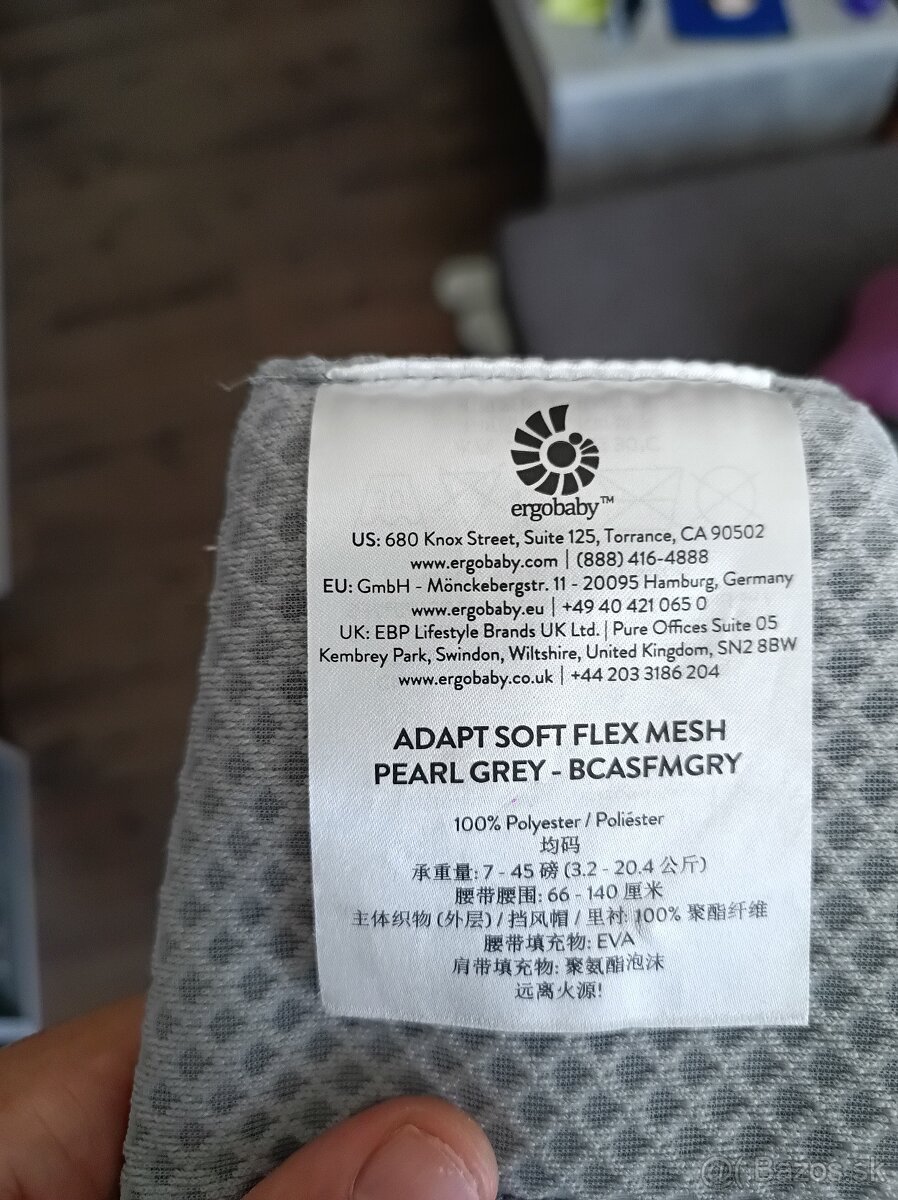 ergobaby™
US: 680 Knox Street, Suite 125, Torrance, CA 90502
www.ergobaby.com | (888) 416-4888
EU: GmbH - Mönckebergstr. 11 - 20095 Hamburg, Germany
www.ergobaby.eu | +49 40 421 065 0
UK: EBP Lifestyle Brands UK Ltd. | Pure Offices Suite 05
Kembrey Park, Swindon, Wiltshire, United Kingdom, SN2 8BW
www.ergobaby.co.uk | +44 203 3186 204
ADAPT SOFT FLEX MESH
PEARL GREY - BCASFMGRY
100% Polyester / Poliéster
均码
承重量: 7 - 45 磅 (3.2 - 20.4 公斤)
腰带腰围: 66 - 140 厘米
主体织物 (外层) / 挡风帽 / 里衬: 100% 聚酯纤维
腰带填充物: EVA
肩带填充物: 聚氨酯泡沫
远离火源!
Bazos.sk